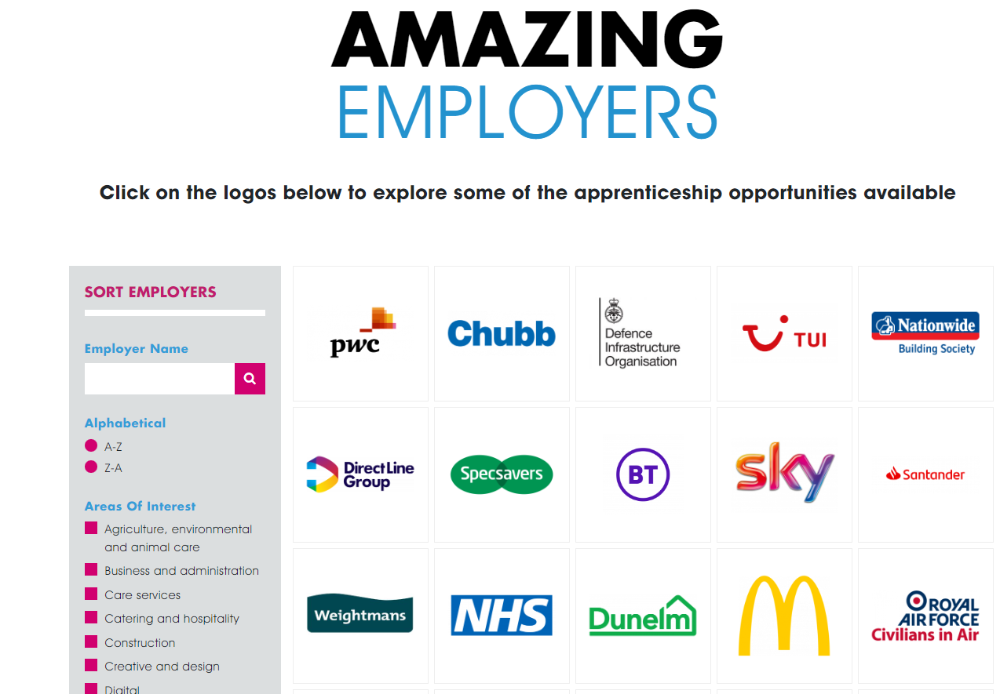 AMAZING
EMPLOYERS
Click on the logos below to explore some of the apprenticeship opportunities available
SORT EMPLOYERS
Employer Name
Alphabetical
A-Z
Z-A
Areas Of Interest
Agriculture, environmental
and animal care
Business and administration
Care services
Catering and hospitality
Construction
Creative and design
Digital
pwc
Chubb
Defence
Infrastructure
Organisation
TUI
Nationwide
Building Society
Direct Line
Group
Specsavers
BT
sky
Santander
Weightmans
NHS
Dunelm
M
ROYAL
AIR FORCE
Civilians in Air